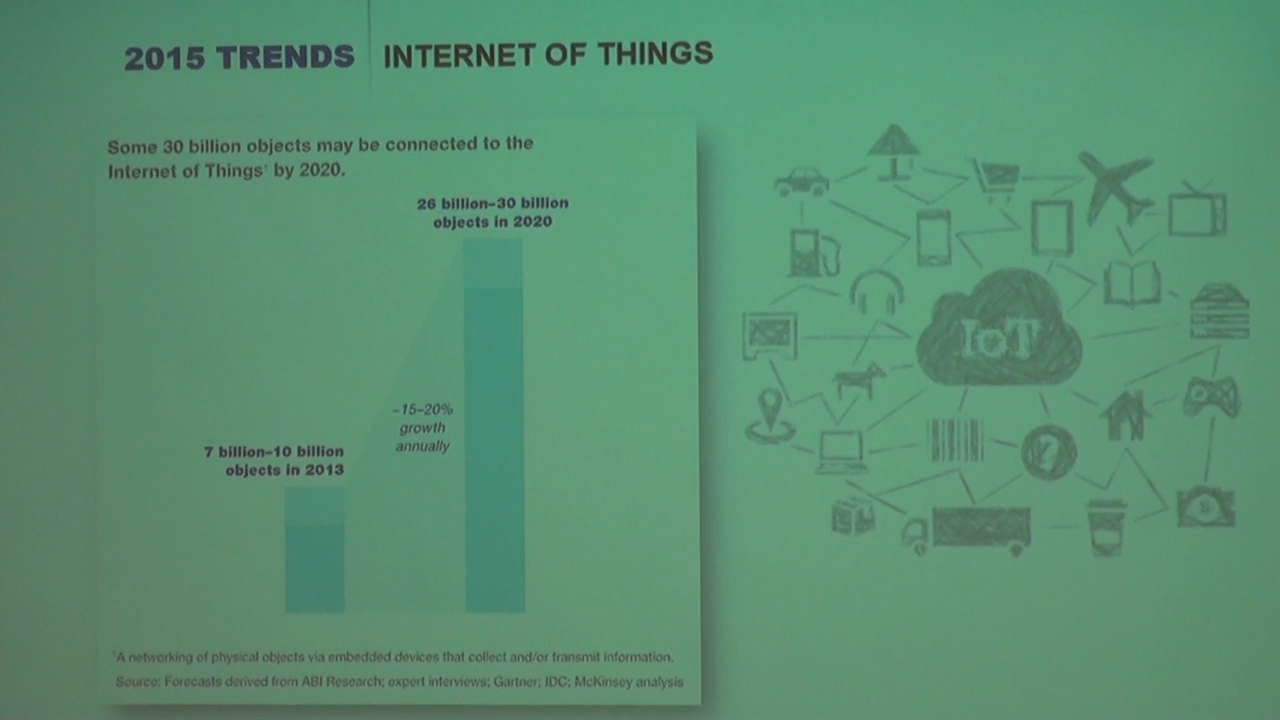 2015 TRENDS INTERNET OF THINGS
Some 30 billion objects may be connected to the
Internet of Things¹ by 2020.
26 billion–30 billion
objects in 2020
~15–20%
growth
annually
7 billion–10 billion
objects in 2013
IoT
$
¹A networking of physical objects via embedded devices that collect and/or transmit information.
Source: Forecasts derived from ABI Research; expert interviews; Gartner; IDC; McKinsey analysis